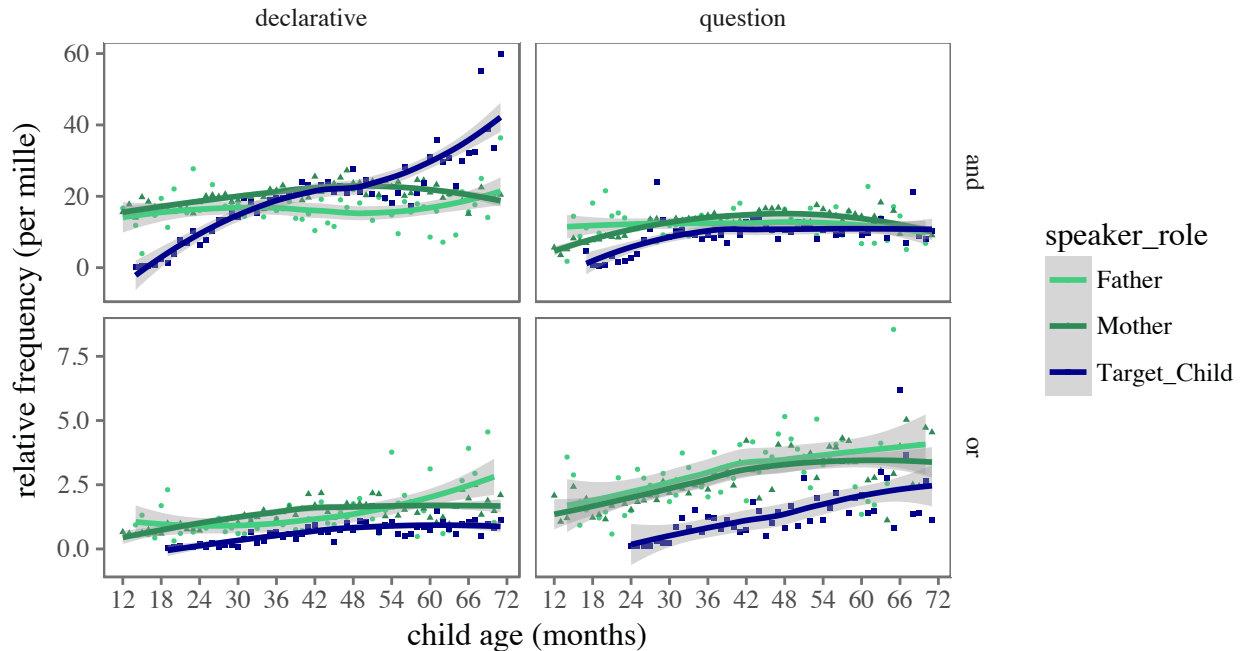 declarative
question
60
40
20
0
and
7.5
5.0
2.5
0.0
or
relative frequency (per mille)
12 18 24 30 36 42 48 54 60 66 72
12 18 24 30 36 42 48 54 60 66 72
child age (months)
speaker_role
Father
Mother
Target_Child